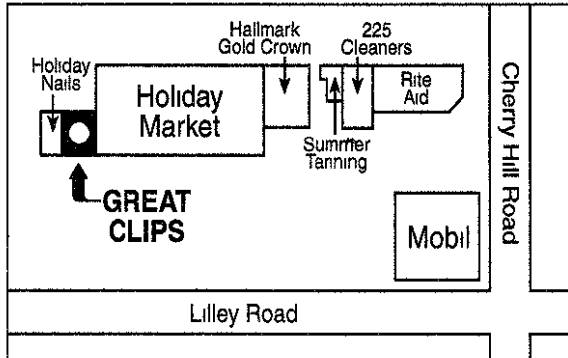 Hallmark
Gold Crown
225
Cleaners
Holiday
Nails
Holiday
Market
Rite
Aid
Summer
Tanning
GREAT
CLIPS
Mobil
Cherry Hill Road
Lilley Road